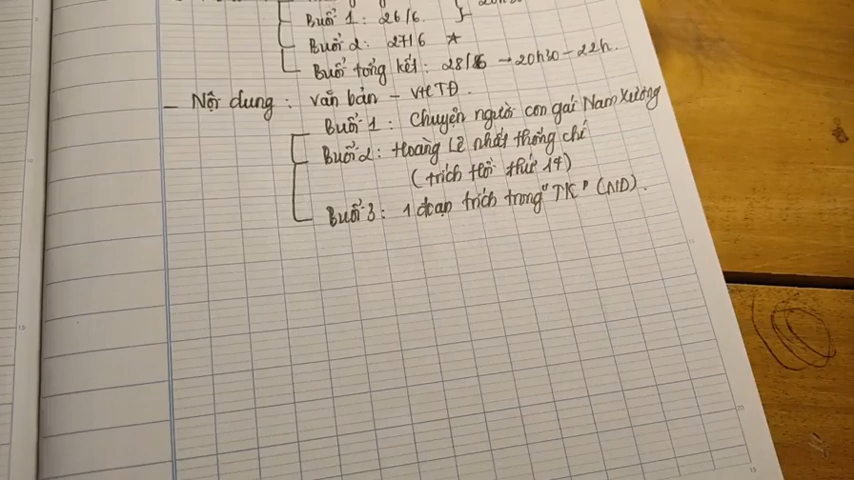 Buổi 1: 26/6.
Buổi 2: 27/6 ★
Buổi tổng kết: 28/6 → 20h30 - 22h.
- Nội dung: văn bản - VHTĐ.
Buổi 1: Chuyện người con gái Nam Xương
Buổi 2: Hoàng Lê nhất thống chí
(trích hồi thứ 14)
Buổi 3: 1 đoạn trích trong "TK" (ND).